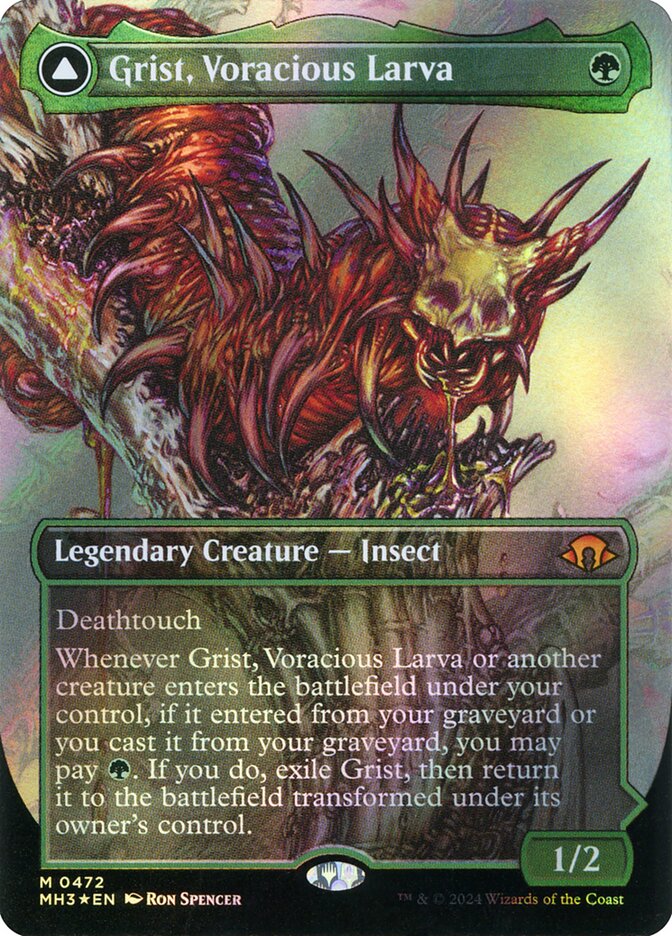 Grist, Voracious Larva
Legendary Creature — Insect
Deathtouch
Whenever Grist, Voracious Larva or another
creature enters the battlefield under your
control, if it entered from your graveyard or
you cast it from your graveyard, you may
pay . If you do, exile Grist, then return
it to the battlefield transformed under its
owner's control.
1/2
M 0472
MH3★EN Ron Spencer
™ & © 2024 Wizards of the Coast